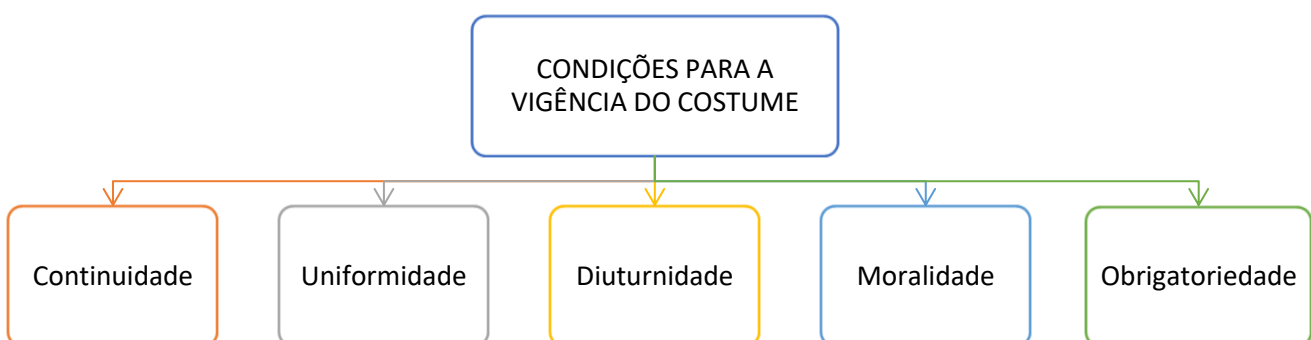 CONDIÇÕES PARA A
VIGÊNCIA DO COSTUME
Continuidade
Uniformidade
Diuturnidade
Moralidade
Obrigatoriedade